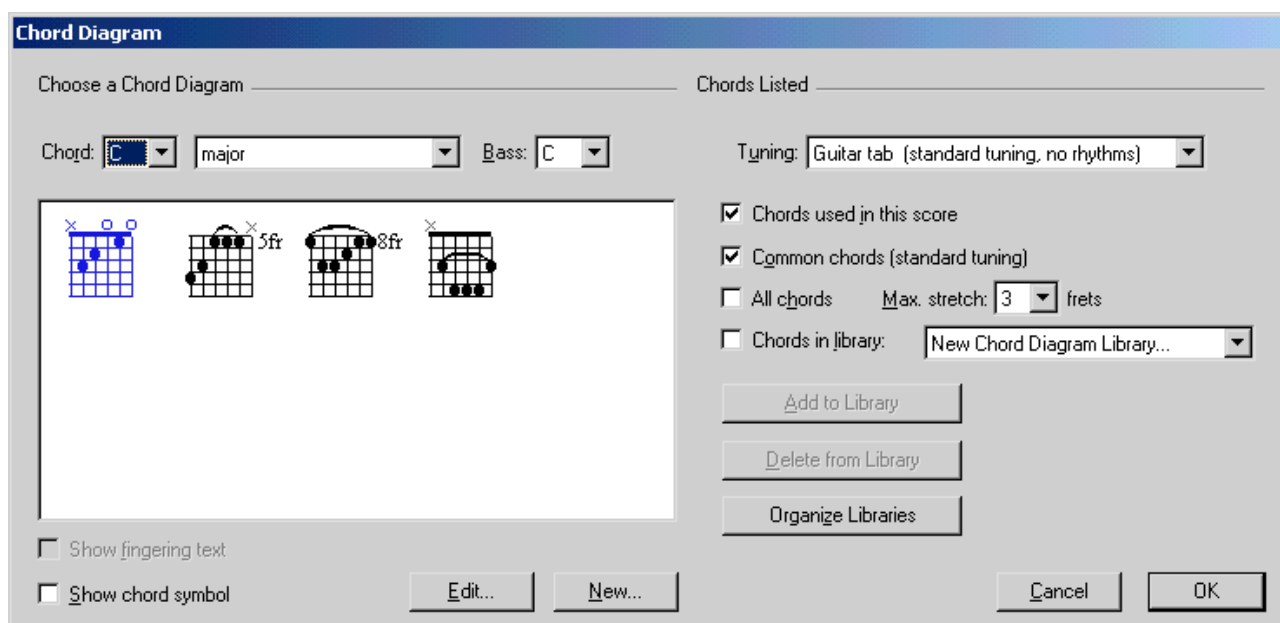 Chord Diagram
Choose a Chord Diagram
Chord: C major Bass: C
x o o
x 5fr
8fr
x
Show fingering text
Show chord symbol
Edit... New...
Chords Listed
Tuning: Guitar tab (standard tuning, no rhythms)
Chords used in this score
Common chords (standard tuning)
All chords Max. stretch: 3 frets
Chords in library: New Chord Diagram Library...
Add to Library
Delete from Library
Organize Libraries
Cancel OK